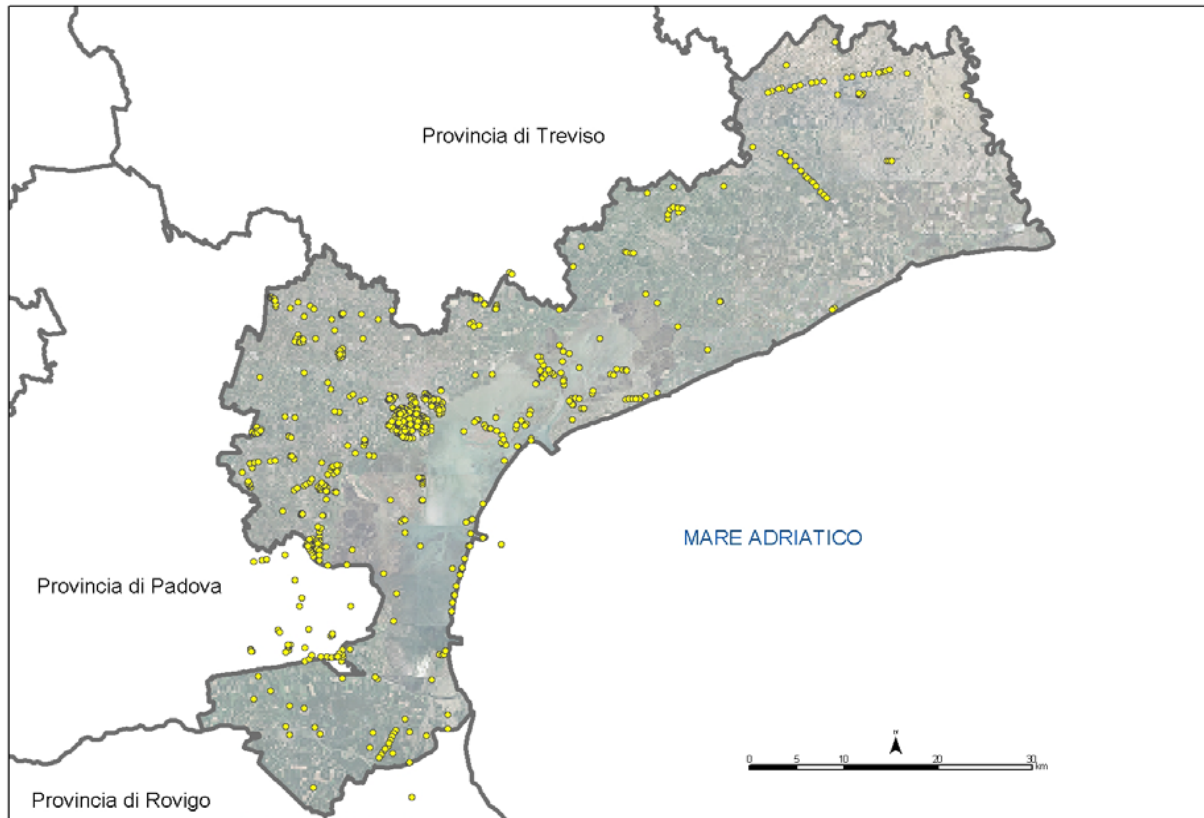 Provincia di Treviso
MARE ADRIATICO
Provincia di Padova
N
0 5 10 20 30
km
Provincia di Rovigo